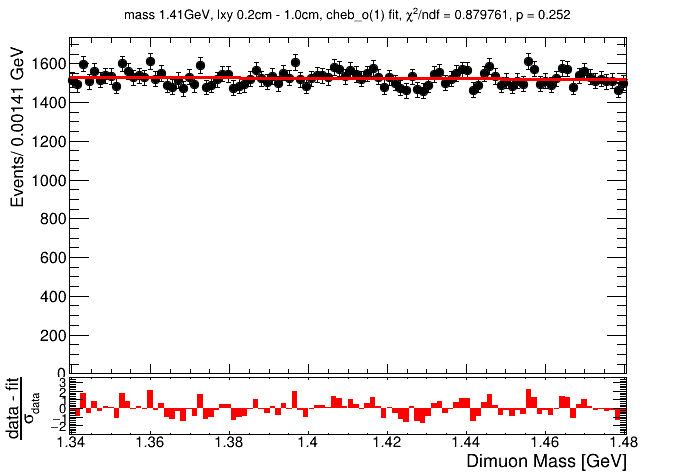 mass 1.41GeV, lxy 0.2cm - 1.0cm, cheb_o(1) fit, χ²/ndf = 0.879761, p = 0.252
Events/ 0.00141 GeV
1600
1400
1200
1000
800
600
400
200
0
data - fit
σdata
3
2
1
0
−1
−2
1.34 1.36 1.38 1.4 1.42 1.44 1.46 1.48
Dimuon Mass [GeV]